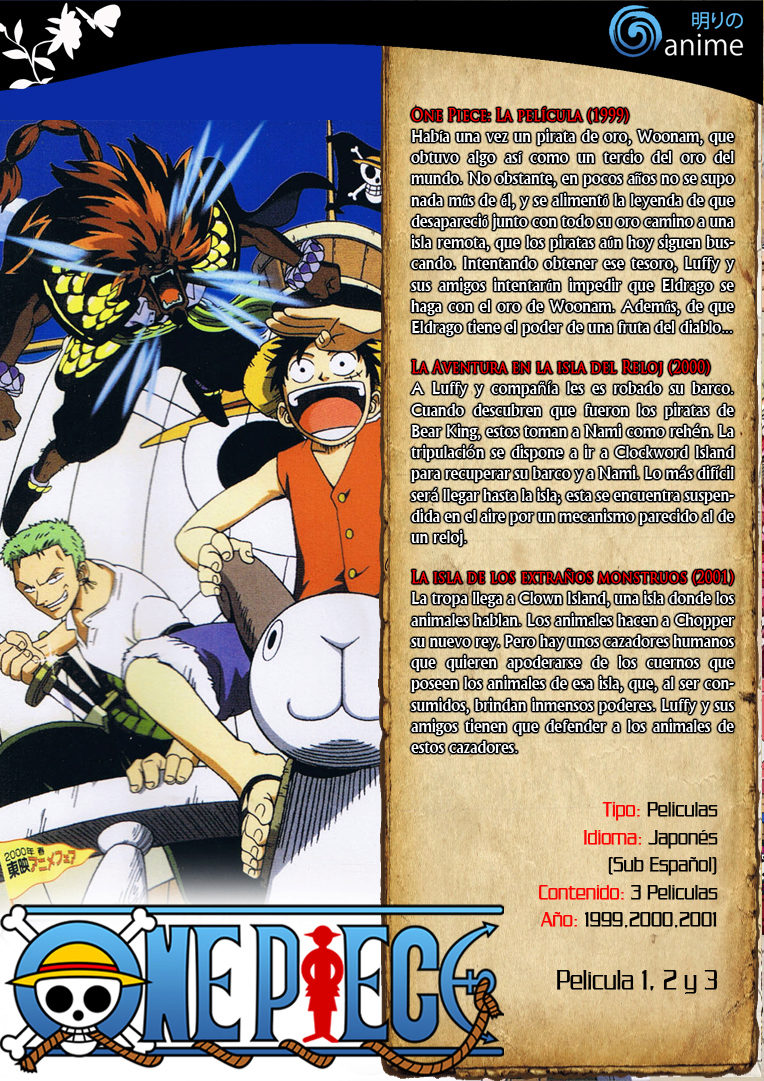 明りの
anime
One Piece: La película (1999)
Había una vez un pirata de oro, Woonam, que
obtuvo algo así como un tercio del oro del
mundo. No obstante, en pocos años no se supo
nada más de él, y se alimentó la leyenda de que
desapareció junto con todo su oro camino a una
isla remota, que los piratas aún hoy siguen bus-
cando. Intentando obtener ese tesoro, Luffy y
sus amigos intentarán impedir que Eldrago se
haga con el oro de Woonam. Además, de que
Eldrago tiene el poder de una fruta del diablo...
La Aventura en la isla del Reloj (2000)
A Luffy y compañía les es robado su barco.
Cuando descubren que fueron los piratas de
Bear King, estos toman a Nami como rehén. La
tripulación se dispone a ir a Clockword Island
para recuperar su barco y a Nami. Lo más difícil
será llegar hasta la isla; esta se encuentra suspen-
dida en el aire por un mecanismo parecido al de
un reloj.
La isla de los extraños monstruos (2001)
La tropa llega a Clown Island, una isla donde los
animales hablan. Los animales hacen a Chopper
su nuevo rey. Pero hay unos cazadores humanos
que quieren apoderarse de los cuernos que
poseen los animales de esa isla, que, al ser con-
sumidos, brindan inmensos poderes. Luffy y sus
amigos tienen que defender a los animales de
estos cazadores.
Tipo: Peliculas
Idioma: Japonés
(Sub Español)
Contenido: 3 Peliculas
Año: 1999,2000,2001
Pelicula 1, 2 y 3
2000年 春
東映アニメフェア
ONE PIECE